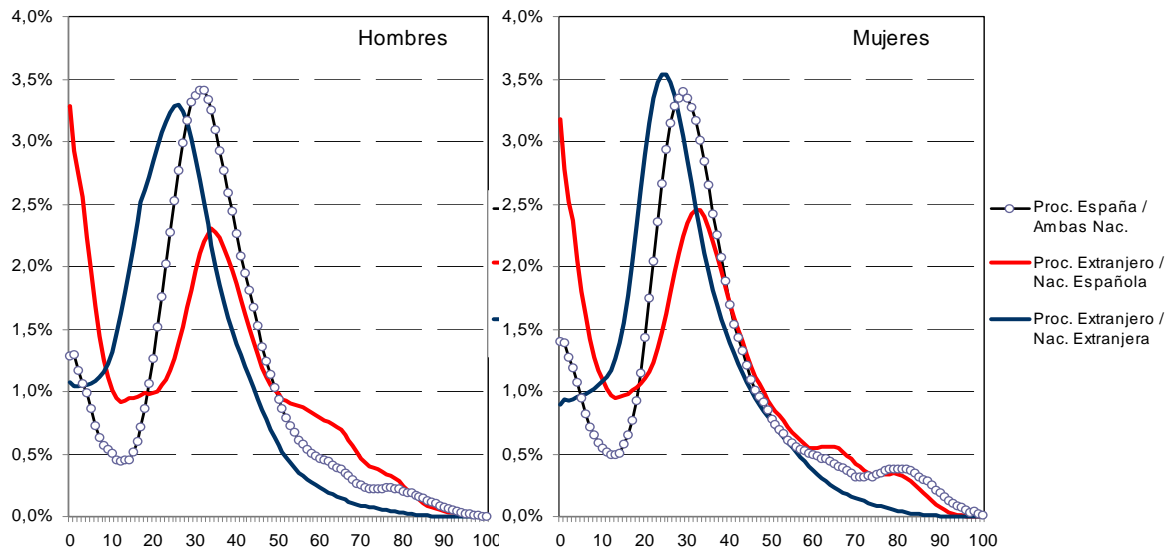 Hombres
4,0%
3,5%
3,0%
2,5%
2,0%
1,5%
1,0%
0,5%
0,0%
0 10 20 30 40 50 60 70 80 90 100
Mujeres
4,0%
3,5%
3,0%
2,5%
2,0%
1,5%
1,0%
0,5%
0,0%
0 10 20 30 40 50 60 70 80 90 100
Proc. España /
Ambas Nac.
Proc. Extranjero /
Nac. Española
Proc. Extranjero /
Nac. Extranjera